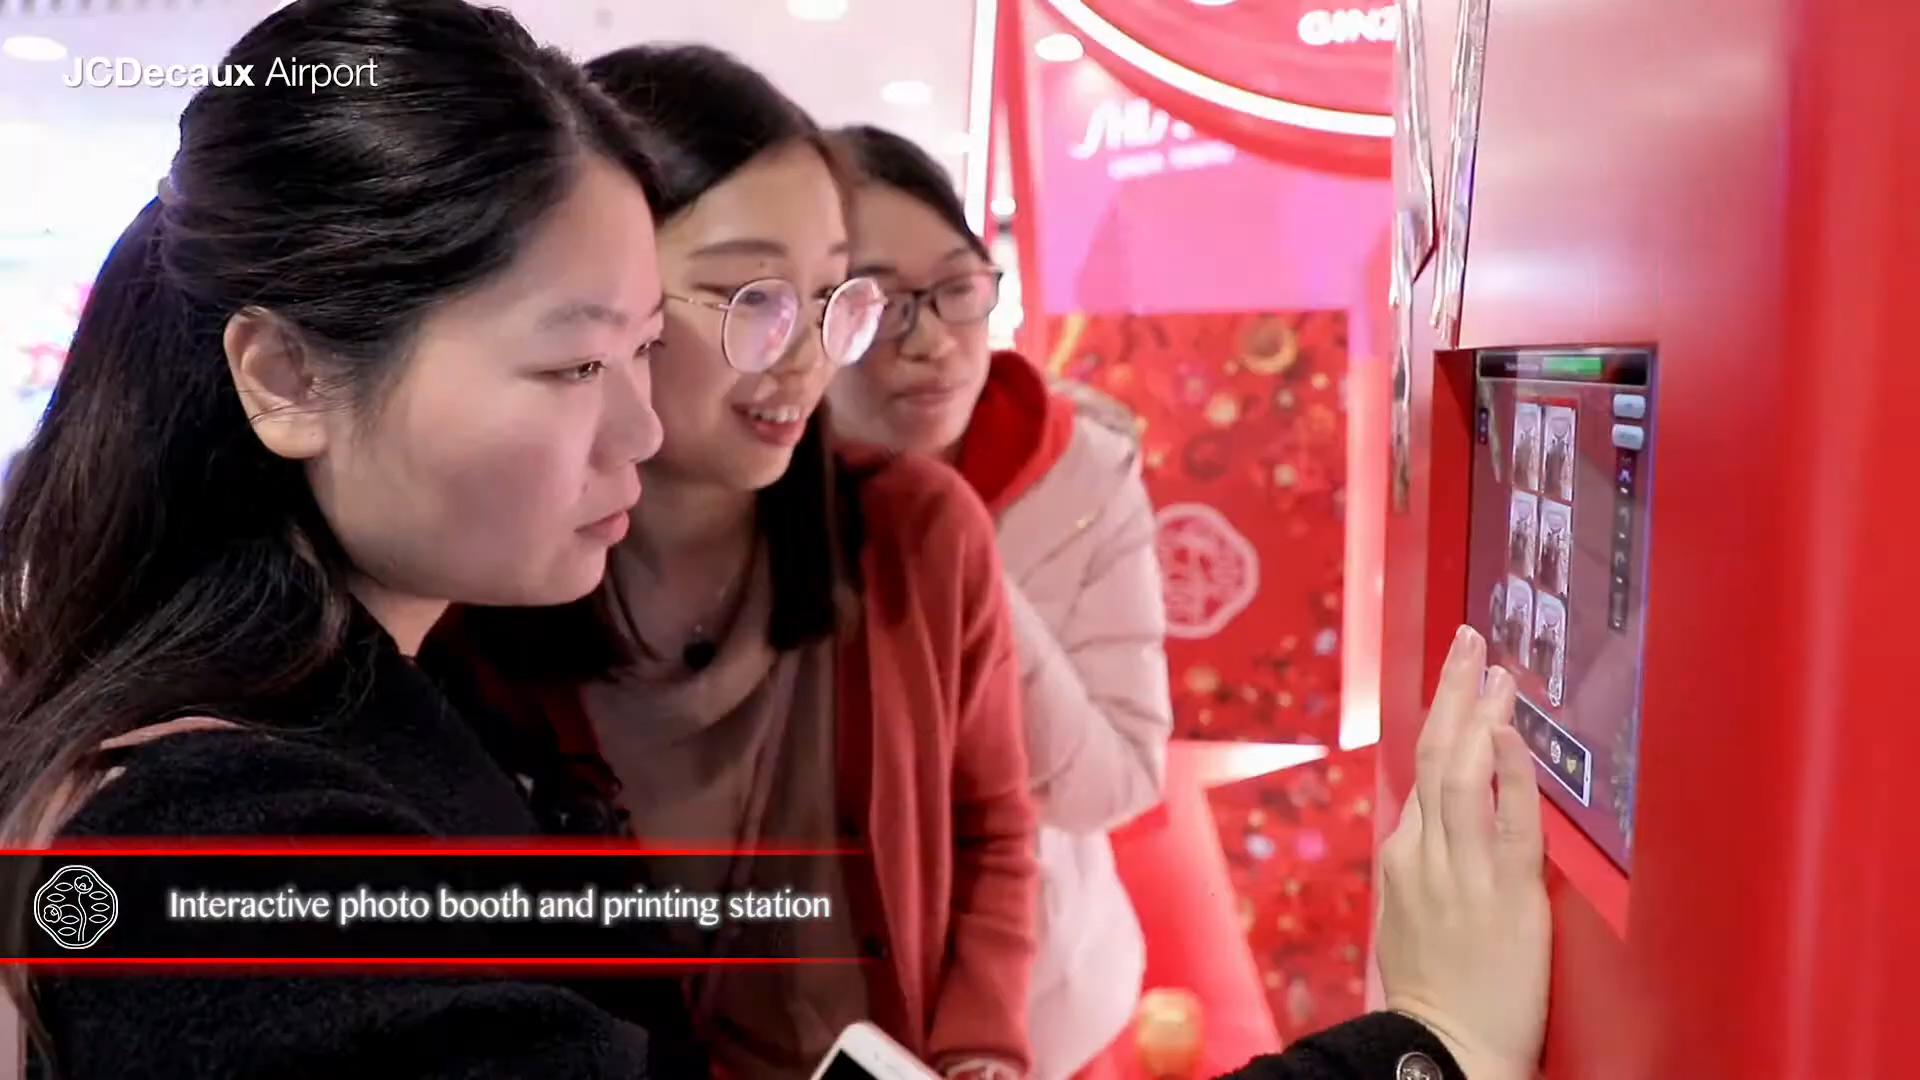 JCDecaux Airport
Interactive photo booth and printing station